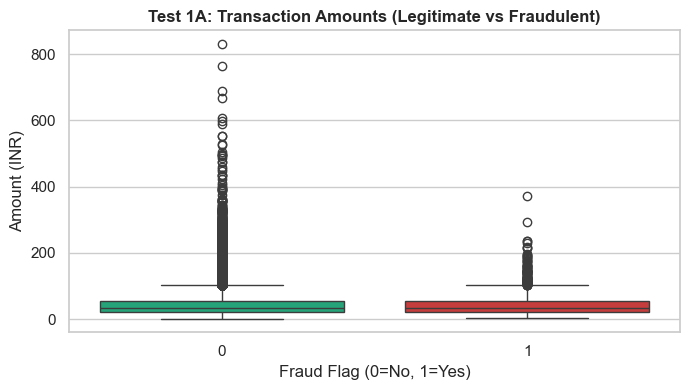 Test 1A: Transaction Amounts (Legitimate vs Fraudulent)
800
600
400
200
0
Amount (INR)
0
1
Fraud Flag (0=No, 1=Yes)